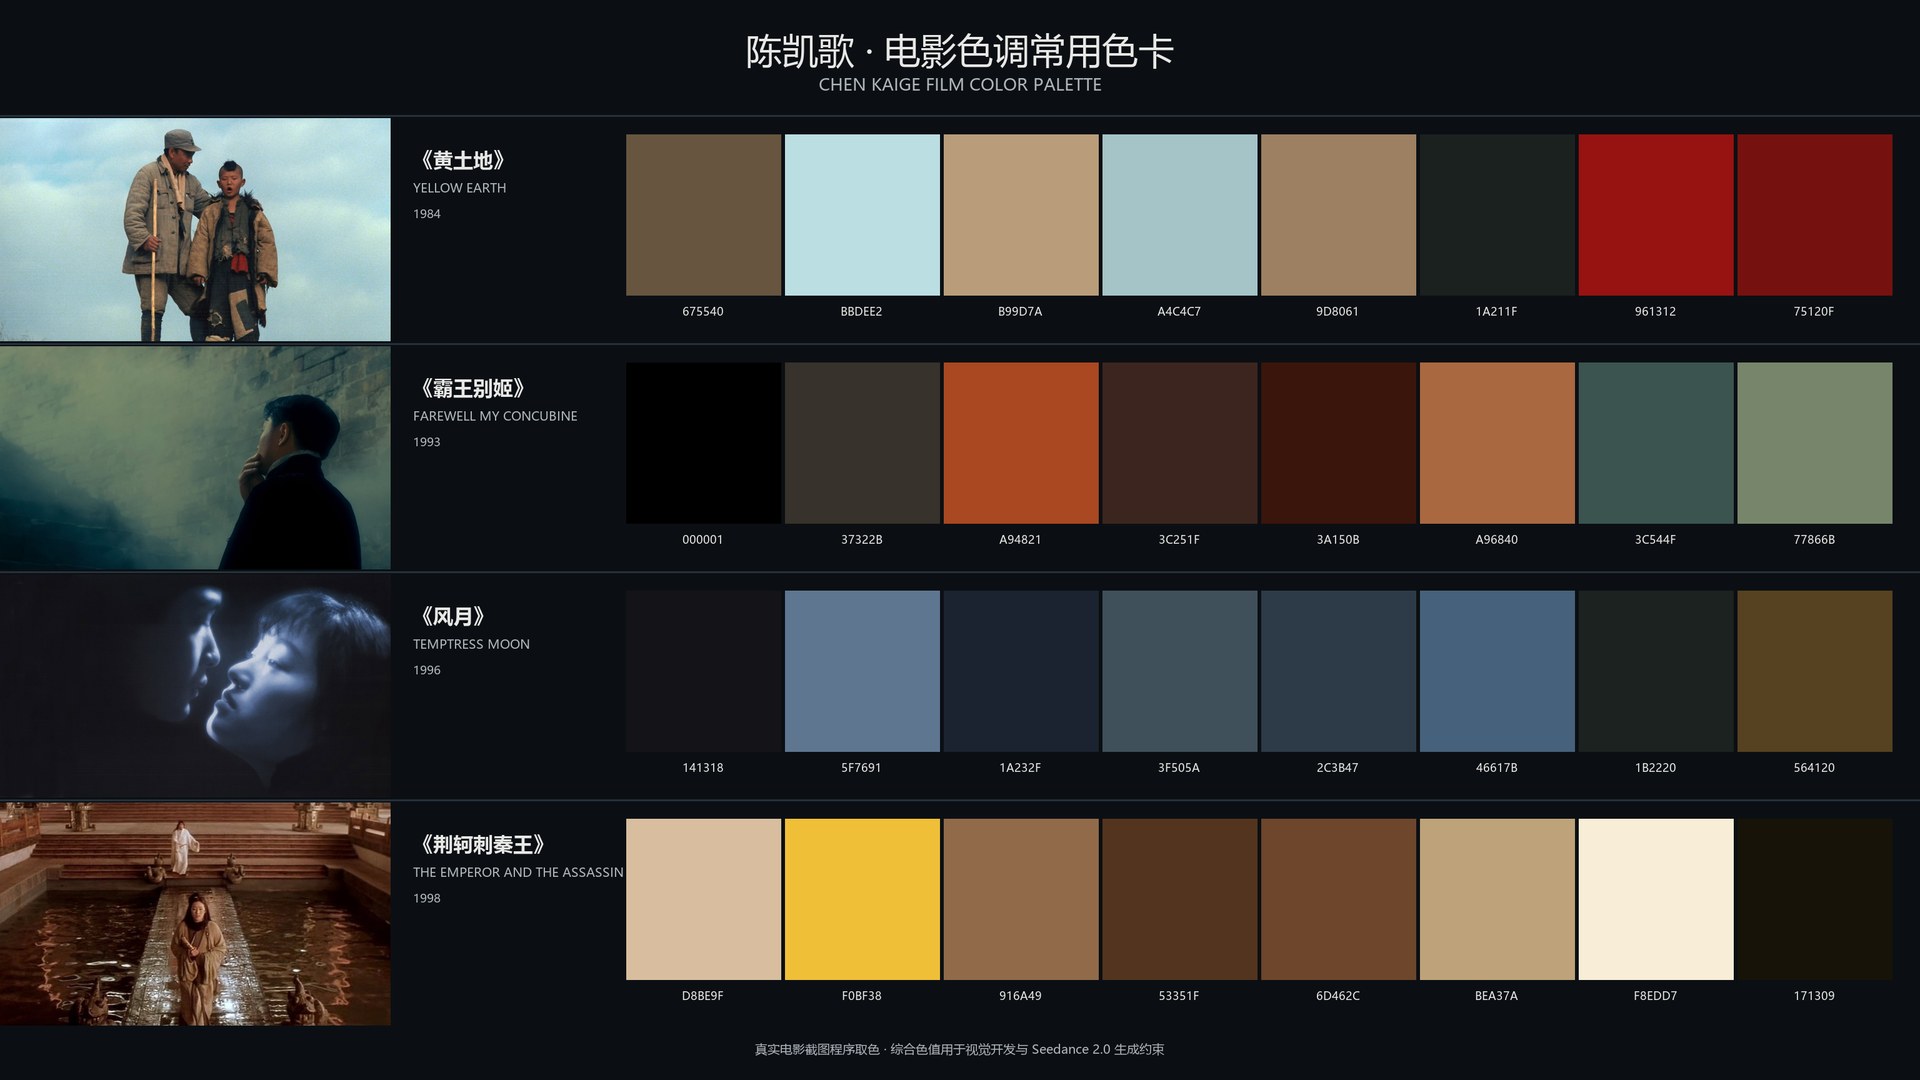 陈凯歌 · 电影色调常用色卡
CHEN KAIGE FILM COLOR PALETTE
《黄土地》
YELLOW EARTH
1984
675540
BBDEE2
B99D7A
A4C4C7
9D8061
1A211F
961312
75120F
《霸王别姬》
FAREWELL MY CONCUBINE
1993
000001
37322B
A94821
3C251F
3A150B
A96840
3C544F
77866B
《风月》
TEMPTRESS MOON
1996
141318
5F7691
1A232F
3F505A
2C3B47
46617B
1B2220
564120
《荆轲刺秦王》
THE EMPEROR AND THE ASSASSIN
1998
D8BE9F
F0BF38
916A49
53351F
6D462C
BEA37A
F8EDD7
171309
真实电影截图程序取色 · 综合色值用于视觉开发与 Seedance 2.0 生成约束